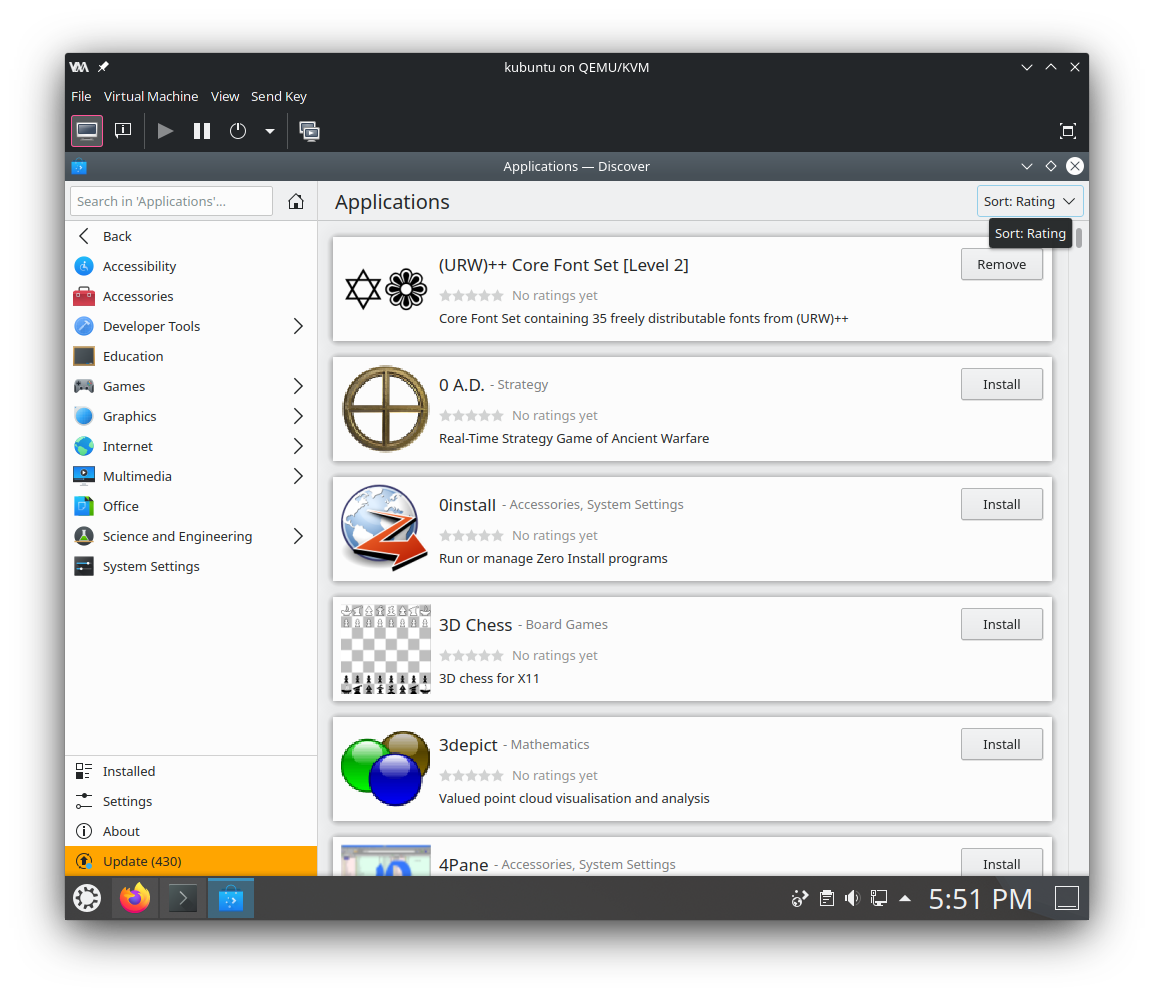 kubuntu on QEMU/KVM
File Virtual Machine View Send Key
Applications — Discover
Search in 'Applications'...
Applications
Sort: Rating
Sort: Rating
Back
Accessibility
Accessories
Developer Tools
Education
Games
Graphics
Internet
Multimedia
Office
Science and Engineering
System Settings
Installed
Settings
About
Update (430)
(URW)++ Core Font Set [Level 2]
Remove
No ratings yet
Core Font Set containing 35 freely distributable fonts from (URW)++
0 A.D. - Strategy
Install
No ratings yet
Real-Time Strategy Game of Ancient Warfare
0install - Accessories, System Settings
Install
No ratings yet
Run or manage Zero Install programs
3D Chess - Board Games
Install
No ratings yet
3D chess for X11
3depict - Mathematics
Install
No ratings yet
Valued point cloud visualisation and analysis
4Pane - Accessories, System Settings
Install
5:51 PM